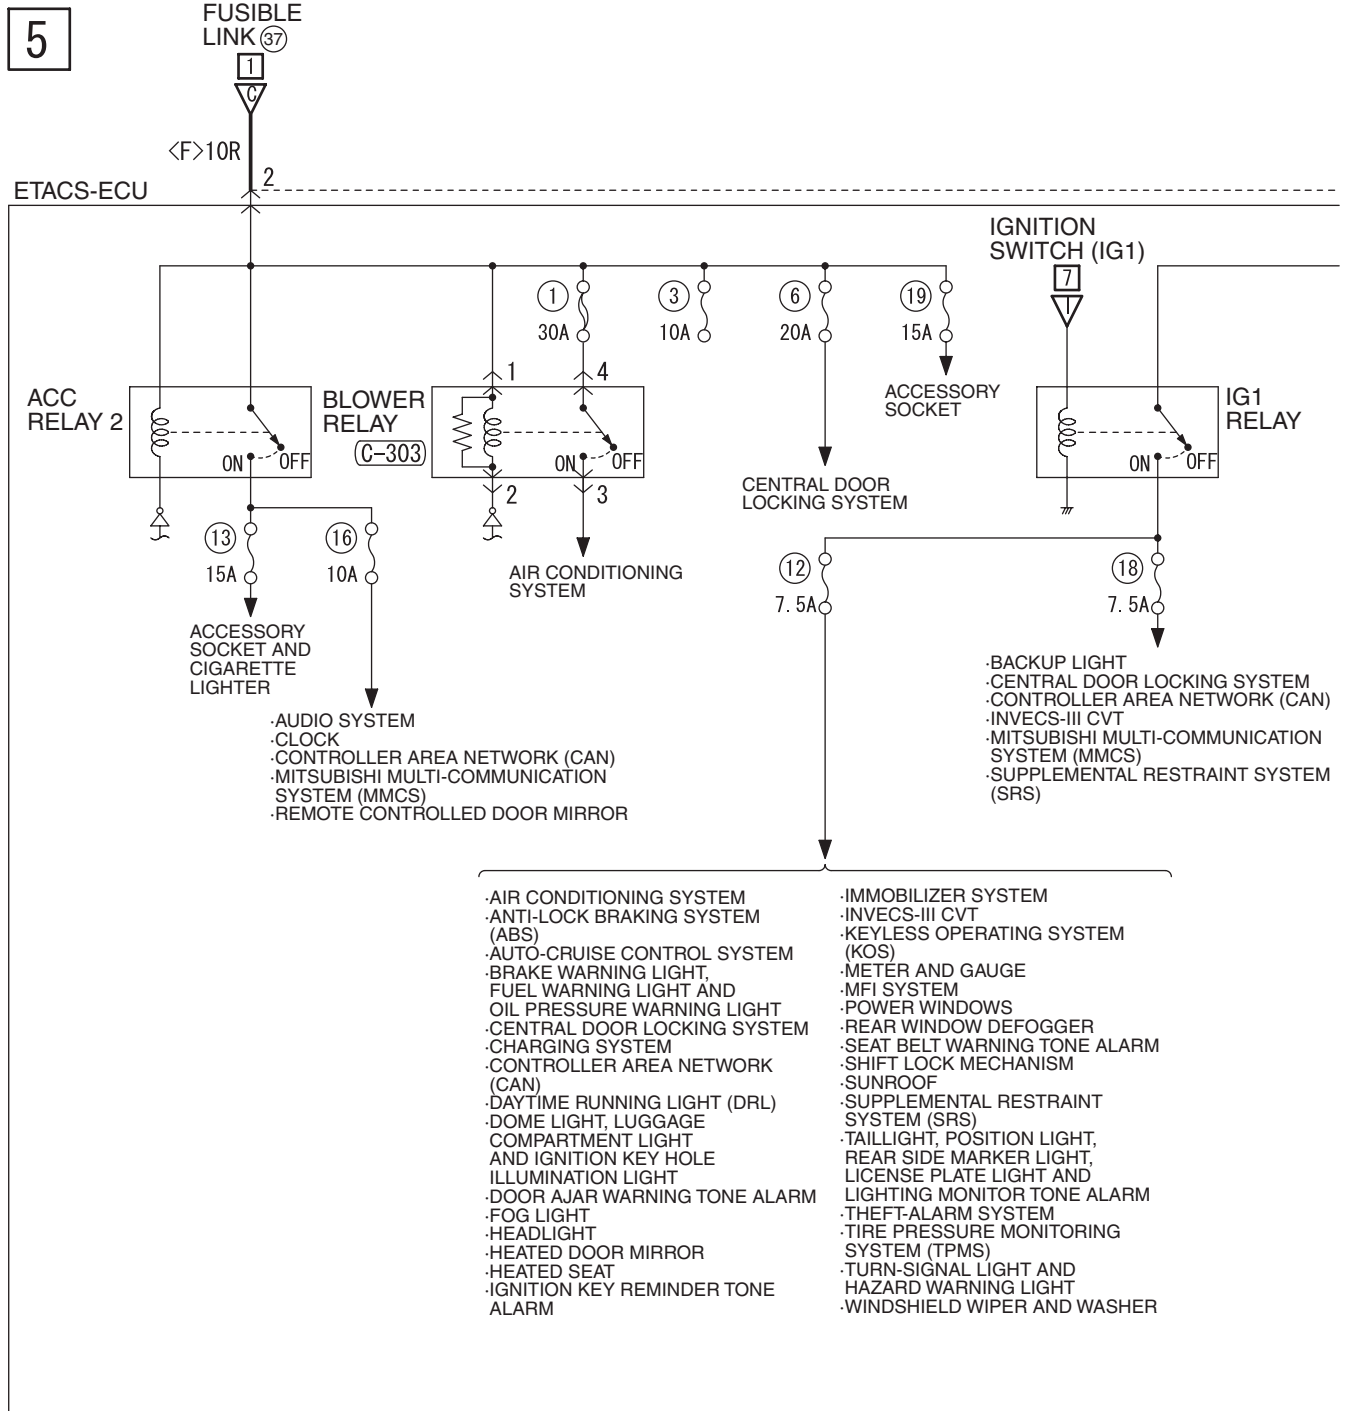 5
FUSIBLE
LINK 37
1
C
<F>10R
2
ETACS-ECU
IGNITION
SWITCH (IG1)
7
I
1
30A
3
10A
6
20A
19
15A
ACCESSORY
SOCKET
ACC
RELAY 2
ON
OFF
BLOWER
RELAY
C-303
1
4
ON
OFF
2
3
IG1
RELAY
ON
OFF
CENTRAL DOOR
LOCKING SYSTEM
13
15A
16
10A
AIR CONDITIONING
SYSTEM
12
7.5A
18
7.5A
ACCESSORY
SOCKET AND
CIGARETTE
LIGHTER
·AUDIO SYSTEM
·CLOCK
·CONTROLLER AREA NETWORK (CAN)
·MITSUBISHI MULTI-COMMUNICATION
SYSTEM (MMCS)
·REMOTE CONTROLLED DOOR MIRROR
·BACKUP LIGHT
·CENTRAL DOOR LOCKING SYSTEM
·CONTROLLER AREA NETWORK (CAN)
·INVECS-III CVT
·MITSUBISHI MULTI-COMMUNICATION
SYSTEM (MMCS)
·SUPPLEMENTAL RESTRAINT SYSTEM
(SRS)
·AIR CONDITIONING SYSTEM
·ANTI-LOCK BRAKING SYSTEM
(ABS)
·AUTO-CRUISE CONTROL SYSTEM
·BRAKE WARNING LIGHT,
FUEL WARNING LIGHT AND
OIL PRESSURE WARNING LIGHT
·CENTRAL DOOR LOCKING SYSTEM
·CHARGING SYSTEM
·CONTROLLER AREA NETWORK
(CAN)
·DAYTIME RUNNING LIGHT (DRL)
·DOME LIGHT, LUGGAGE
COMPARTMENT LIGHT
AND IGNITION KEY HOLE
ILLUMINATION LIGHT
·DOOR AJAR WARNING TONE ALARM
·FOG LIGHT
·HEADLIGHT
·HEATED DOOR MIRROR
·HEATED SEAT
·IGNITION KEY REMINDER TONE
ALARM
·IMMOBILIZER SYSTEM
·INVECS-III CVT
·KEYLESS OPERATING SYSTEM
(KOS)
·METER AND GAUGE
·MFI SYSTEM
·POWER WINDOWS
·REAR WINDOW DEFOGGER
·SEAT BELT WARNING TONE ALARM
·SHIFT LOCK MECHANISM
·SUNROOF
·SUPPLEMENTAL RESTRAINT
SYSTEM (SRS)
·TAILLIGHT, POSITION LIGHT,
REAR SIDE MARKER LIGHT,
LICENSE PLATE LIGHT AND
LIGHTING MONITOR TONE ALARM
·THEFT-ALARM SYSTEM
·TIRE PRESSURE MONITORING
SYSTEM (TPMS)
·TURN-SIGNAL LIGHT AND
HAZARD WARNING LIGHT
·WINDSHIELD WIPER AND WASHER